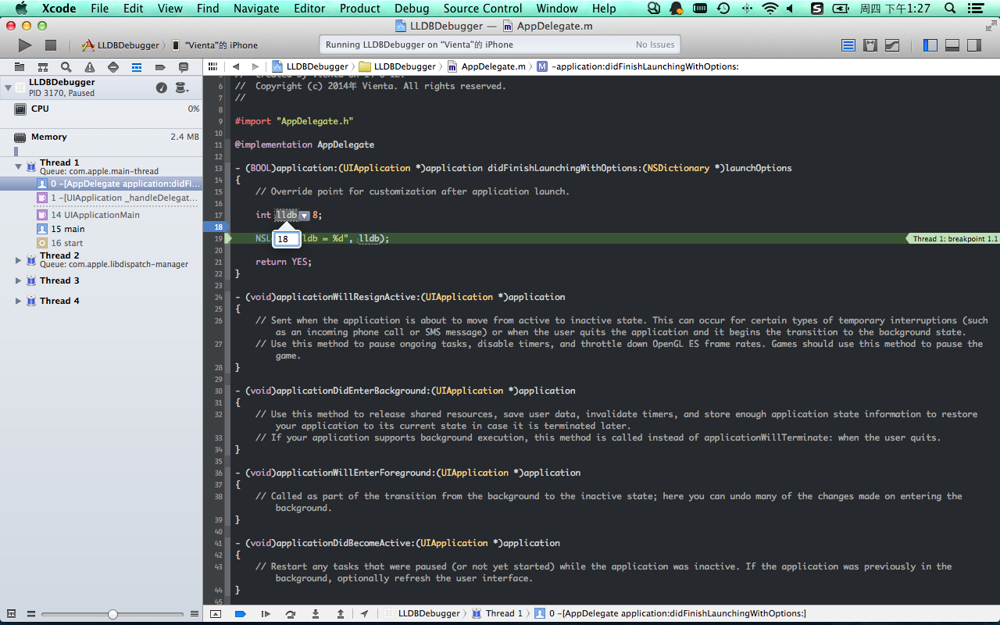 Xcode File Edit View Find Navigate Editor Product Debug Source Control Window Help 周四 下午1:27
LLDBDebugger — AppDelegate.m
LLDBDebugger 〉 “Vienta”的 iPhone
Running LLDBDebugger on “Vienta”的 iPhone No Issues
LLDBDebugger 〉 LLDBDebugger 〉 AppDelegate.m 〉 M -application:didFinishLaunchingWithOptions:
LLDBDebugger
PID 3170, Paused
CPU 0%
Memory 2.4 MB
Thread 1
Queue: com.apple.main-thread
0 -[AppDelegate application:didFi...
1 -[UIApplication _handleDelegat...
14 UIApplicationMain
15 main
16 start
Thread 2
Queue: com.apple.libdispatch-manager
Thread 3
Thread 4
6 // Copyright (c) 2014年 Vienta. All rights reserved.
7 //
8
9 #import "AppDelegate.h"
10
11 @implementation AppDelegate
12
13 - (BOOL)application:(UIApplication *)application didFinishLaunchingWithOptions:(NSDictionary *)launchOptions
14 {
15 // Override point for customization after application launch.
16
17 int lldb 8;
18
18
19 NSL ldb = %d", lldb); Thread 1: breakpoint 1.1
20
21 return YES;
22 }
23
24 - (void)applicationWillResignActive:(UIApplication *)application
25 {
26 // Sent when the application is about to move from active to inactive state. This can occur for certain types of temporary interruptions (such
as an incoming phone call or SMS message) or when the user quits the application and it begins the transition to the background state.
27 // Use this method to pause ongoing tasks, disable timers, and throttle down OpenGL ES frame rates. Games should use this method to pause the
game.
28 }
29
30 - (void)applicationDidEnterBackground:(UIApplication *)application
31 {
32 // Use this method to release shared resources, save user data, invalidate timers, and store enough application state information to restore
your application to its current state in case it is terminated later.
33 // If your application supports background execution, this method is called instead of applicationWillTerminate: when the user quits.
34 }
35
36 - (void)applicationWillEnterForeground:(UIApplication *)application
37 {
38 // Called as part of the transition from the background to the inactive state; here you can undo many of the changes made on entering the
background.
39 }
40
41 - (void)applicationDidBecomeActive:(UIApplication *)application
42 {
43 // Restart any tasks that were paused (or not yet started) while the application was inactive. If the application was previously in the
background, optionally refresh the user interface.
44 }
45
LLDBDebugger 〉 Thread 1 〉 0 -[AppDelegate application:didFinishLaunchingWithOptions:]